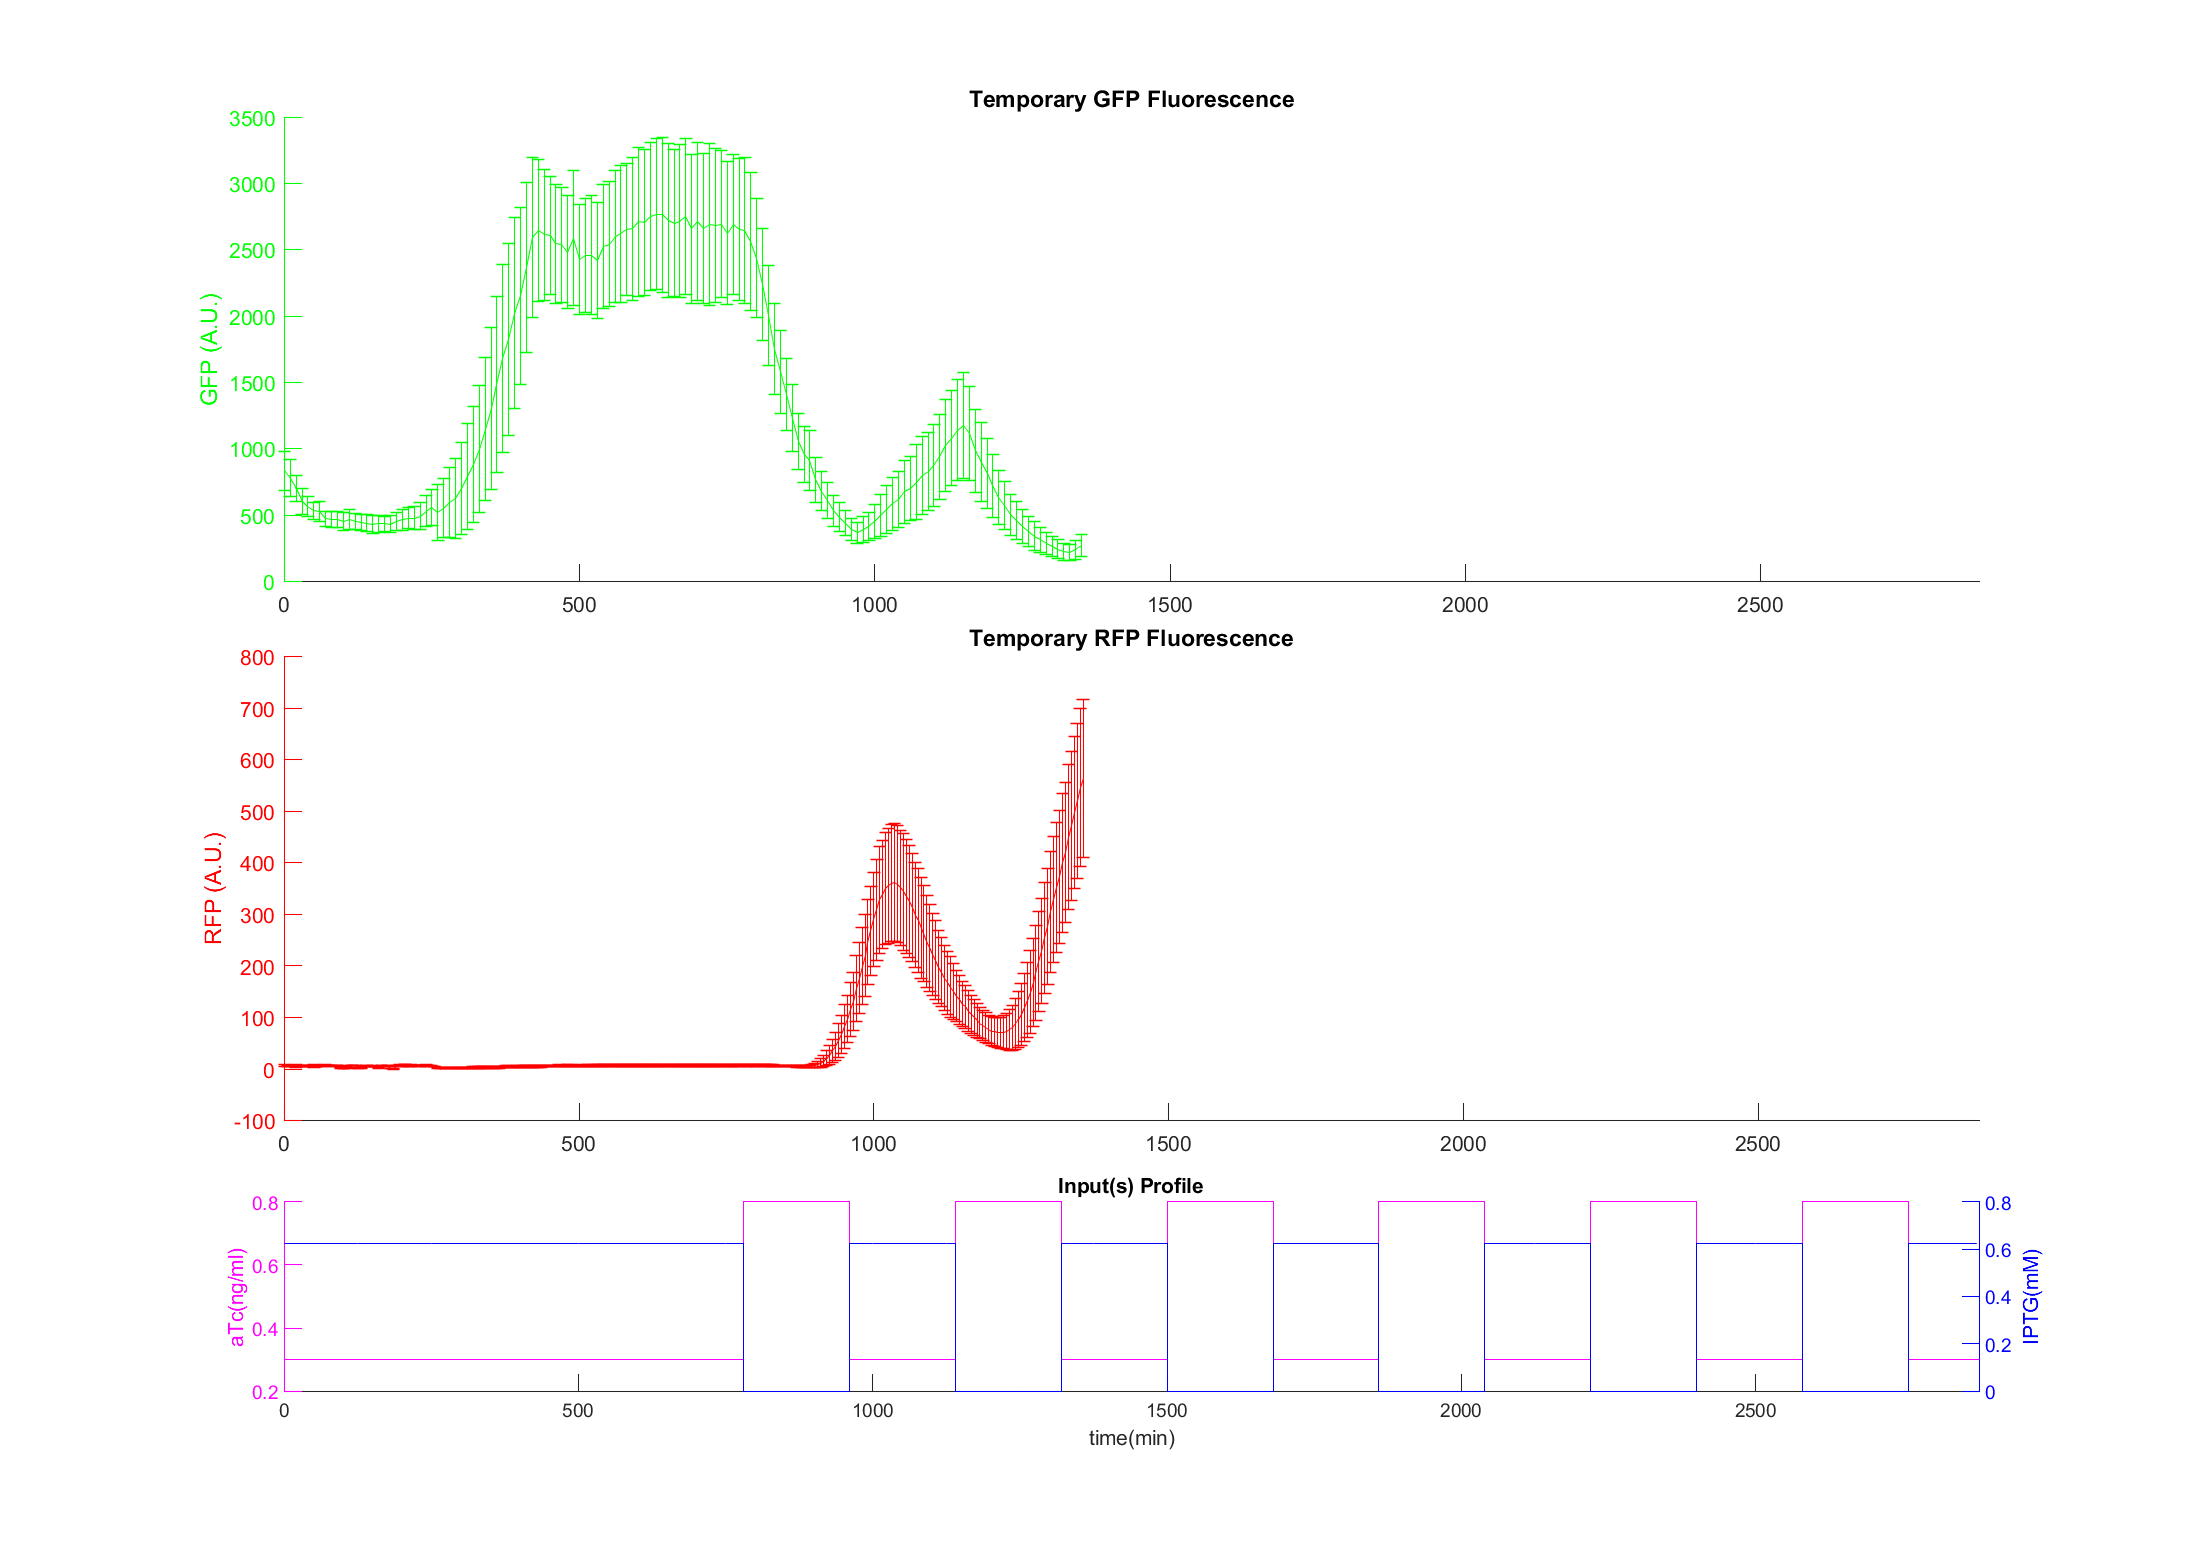 Temporary GFP Fluorescence
3500
3000
2500
2000
1500
1000
500
0
GFP (A.U.)
0 500 1000 1500 2000 2500
Temporary RFP Fluorescence
800
700
600
500
400
300
200
100
0
-100
RFP (A.U.)
0 500 1000 1500 2000 2500
Input(s) Profile
0.8
0.6
0.4
0.2
aTc(ng/ml)
0.8
0.6
0.4
0.2
0
IPTG(mM)
0 500 1000 1500 2000 2500
time(min)